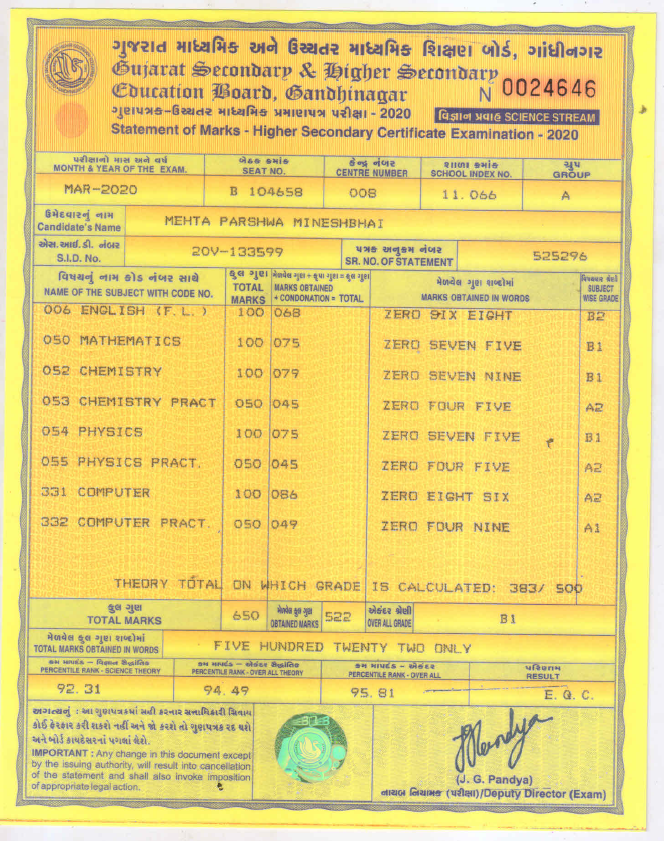 ગુજરાત માધ્યમિક અને ઉચ્ચતર માધ્યમિક શિક્ષણ બોર્ડ, ગાંધીનગર
Gujarat Secondary & Higher Secondary
Education Board, Gandhinagar
N 0024646
ગુણપત્રક-ઉચ્ચતર માધ્યમિક પ્રમાણપત્ર પરીક્ષા - 2020
વિજ્ઞાન પ્રવાહ SCIENCE STREAM
Statement of Marks - Higher Secondary Certificate Examination - 2020
પરીક્ષાનો માસ અને વર્ષ બેઠક ક્રમાંક કેન્દ્ર નંબર શાળા ક્રમાંક ગ્રુપ
MONTH & YEAR OF THE EXAM. SEAT NO. CENTRE NUMBER SCHOOL INDEX NO. GROUP
MAR-2020 B 104658 008 11.066 A
ઉમેદવારનું નામ
Candidate's Name MEHTA PARSHWA MINESHBHAI
એસ.આઈ.ડી. નંબર પત્રક અનુક્રમ નંબર
S.I.D. No. 20V-133599 SR. NO. OF STATEMENT 525296
વિષયનું નામ કોડ નંબર સાથે કુલ ગુણ મેળવેલ ગુણ + કૃપા ગુણ = કુલ ગુણ મેળવેલ ગુણ શબ્દોમાં વિષયવાર શ્રેણી
NAME OF THE SUBJECT WITH CODE NO. TOTAL MARKS MARKS OBTAINED + CONDONATION = TOTAL MARKS OBTAINED IN WORDS SUBJECT WISE GRADE
006 ENGLISH (F.L.) 100 068 ZERO SIX EIGHT B2
050 MATHEMATICS 100 075 ZERO SEVEN FIVE B1
052 CHEMISTRY 100 079 ZERO SEVEN NINE B1
053 CHEMISTRY PRACT 050 045 ZERO FOUR FIVE A2
054 PHYSICS 100 075 ZERO SEVEN FIVE B1
055 PHYSICS PRACT. 050 045 ZERO FOUR FIVE A2
331 COMPUTER 100 086 ZERO EIGHT SIX A2
332 COMPUTER PRACT. 050 049 ZERO FOUR NINE A1
THEORY TOTAL ON WHICH GRADE IS CALCULATED: 383/ 500
કુલ ગુણ મેળવેલ કુલ ગુણ એકંદર શ્રેણી
TOTAL MARKS 650 OBTAINED MARKS 522 OVER ALL GRADE B1
મેળવેલ કુલ ગુણ શબ્દોમાં
TOTAL MARKS OBTAINED IN WORDS FIVE HUNDRED TWENTY TWO ONLY
ક્રમ માપદંડ – વિજ્ઞાન સૈદ્ધાંતિક ક્રમ માપદંડ – એકંદર સૈદ્ધાંતિક ક્રમ માપદંડ – એકંદર પરિણામ
PERCENTILE RANK - SCIENCE THEORY PERCENTILE RANK - OVER ALL THEORY PERCENTILE RANK - OVER ALL RESULT
92.31 94.49 95.81 E.Q.C.
અગત્યનું : આ ગુણપત્રકમાં સહી કરનાર સત્તાધિકારી સિવાય
કોઈ ફેરફાર કરી શકશે નહીં અને જો કરશે તો ગુણપત્રક રદ થશે
અને બોર્ડ કાયદેસરનાં પગલાં લેશે.
IMPORTANT : Any change in this document except
by the issuing authority, will result into cancellation
of the statement and shall also invoke imposition
of appropriate legal action.
(J. G. Pandya)
નાયબ નિયામક (પરીક્ષા)/Deputy Director (Exam)